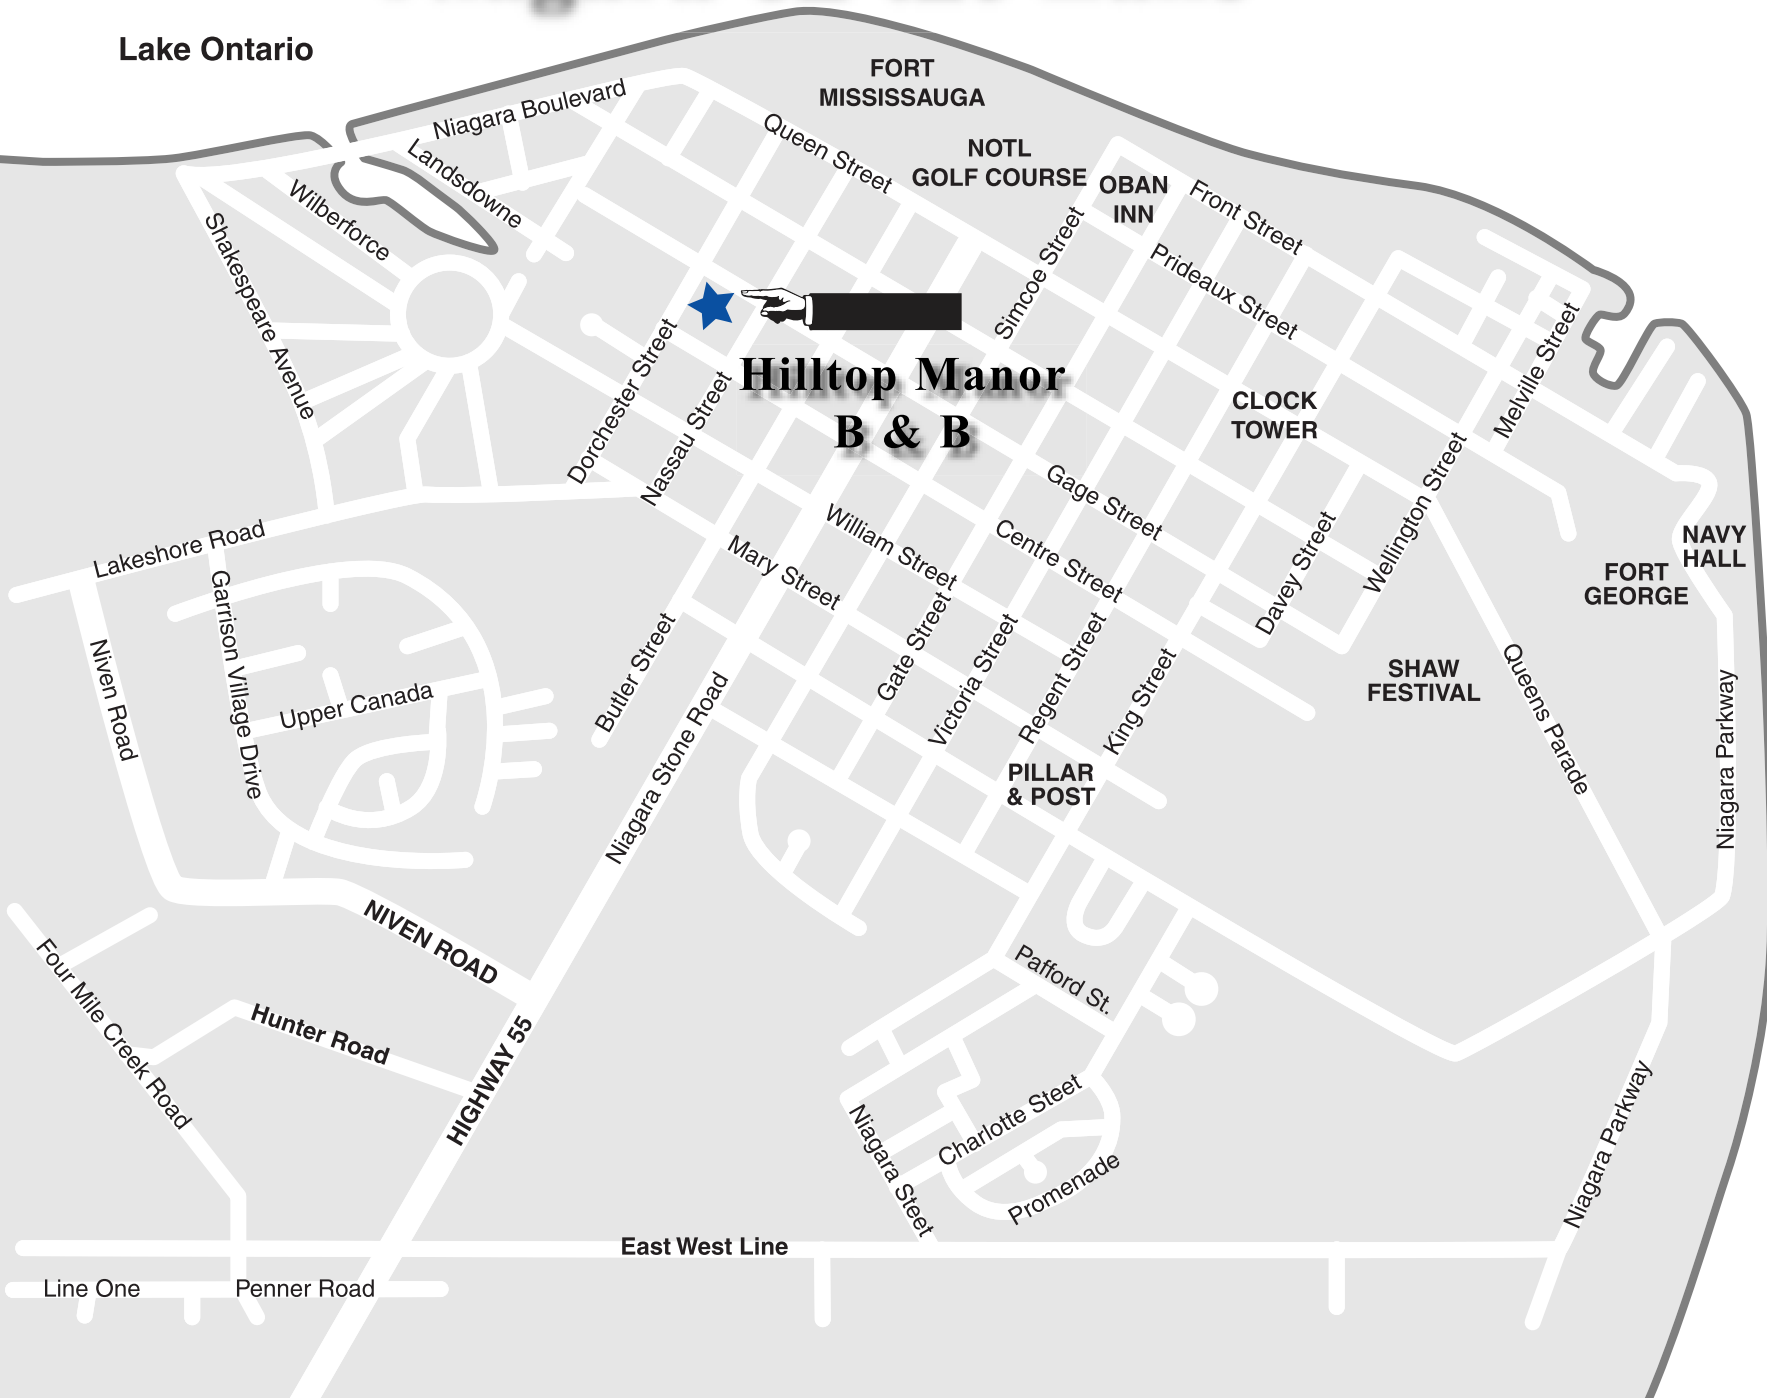 Lake Ontario
FORT
MISSISSAUGA
Niagara Boulevard
Queen Street
NOTL
GOLF COURSE
Landsdowne
OBAN
INN
Front Street
Wilberforce
Simcoe Street
Prideaux Street
Shakespeare Avenue
Dorchester Street
Nassau Street
Hilltop Manor
B & B
Melville Street
CLOCK
TOWER
Wellington Street
Gage Street
William Street
Centre Street
Davey Street
NAVY
HALL
FORT
GEORGE
Lakeshore Road
Mary Street
Garrison Village Drive
Niven Road
Upper Canada
Butler Street
Gate Street
Victoria Street
Regent Street
King Street
SHAW
FESTIVAL
Queens Parade
Niagara Parkway
Niagara Stone Road
PILLAR
& POST
NIVEN ROAD
Four Mile Creek Road
Hunter Road
HIGHWAY 55
Pafford St.
Charlotte Steet
Niagara Steet
Promenade
Niagara Parkway
East West Line
Line One
Penner Road